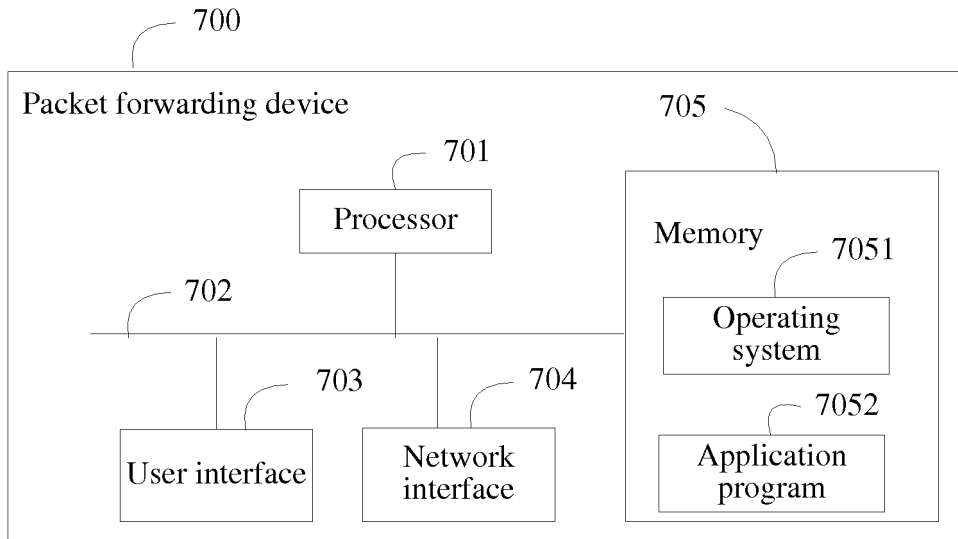 700
Packet forwarding device
705
701
Processor
Memory
7051
702
Operating
system
703
704
7052
User interface
Network
interface
Application
program